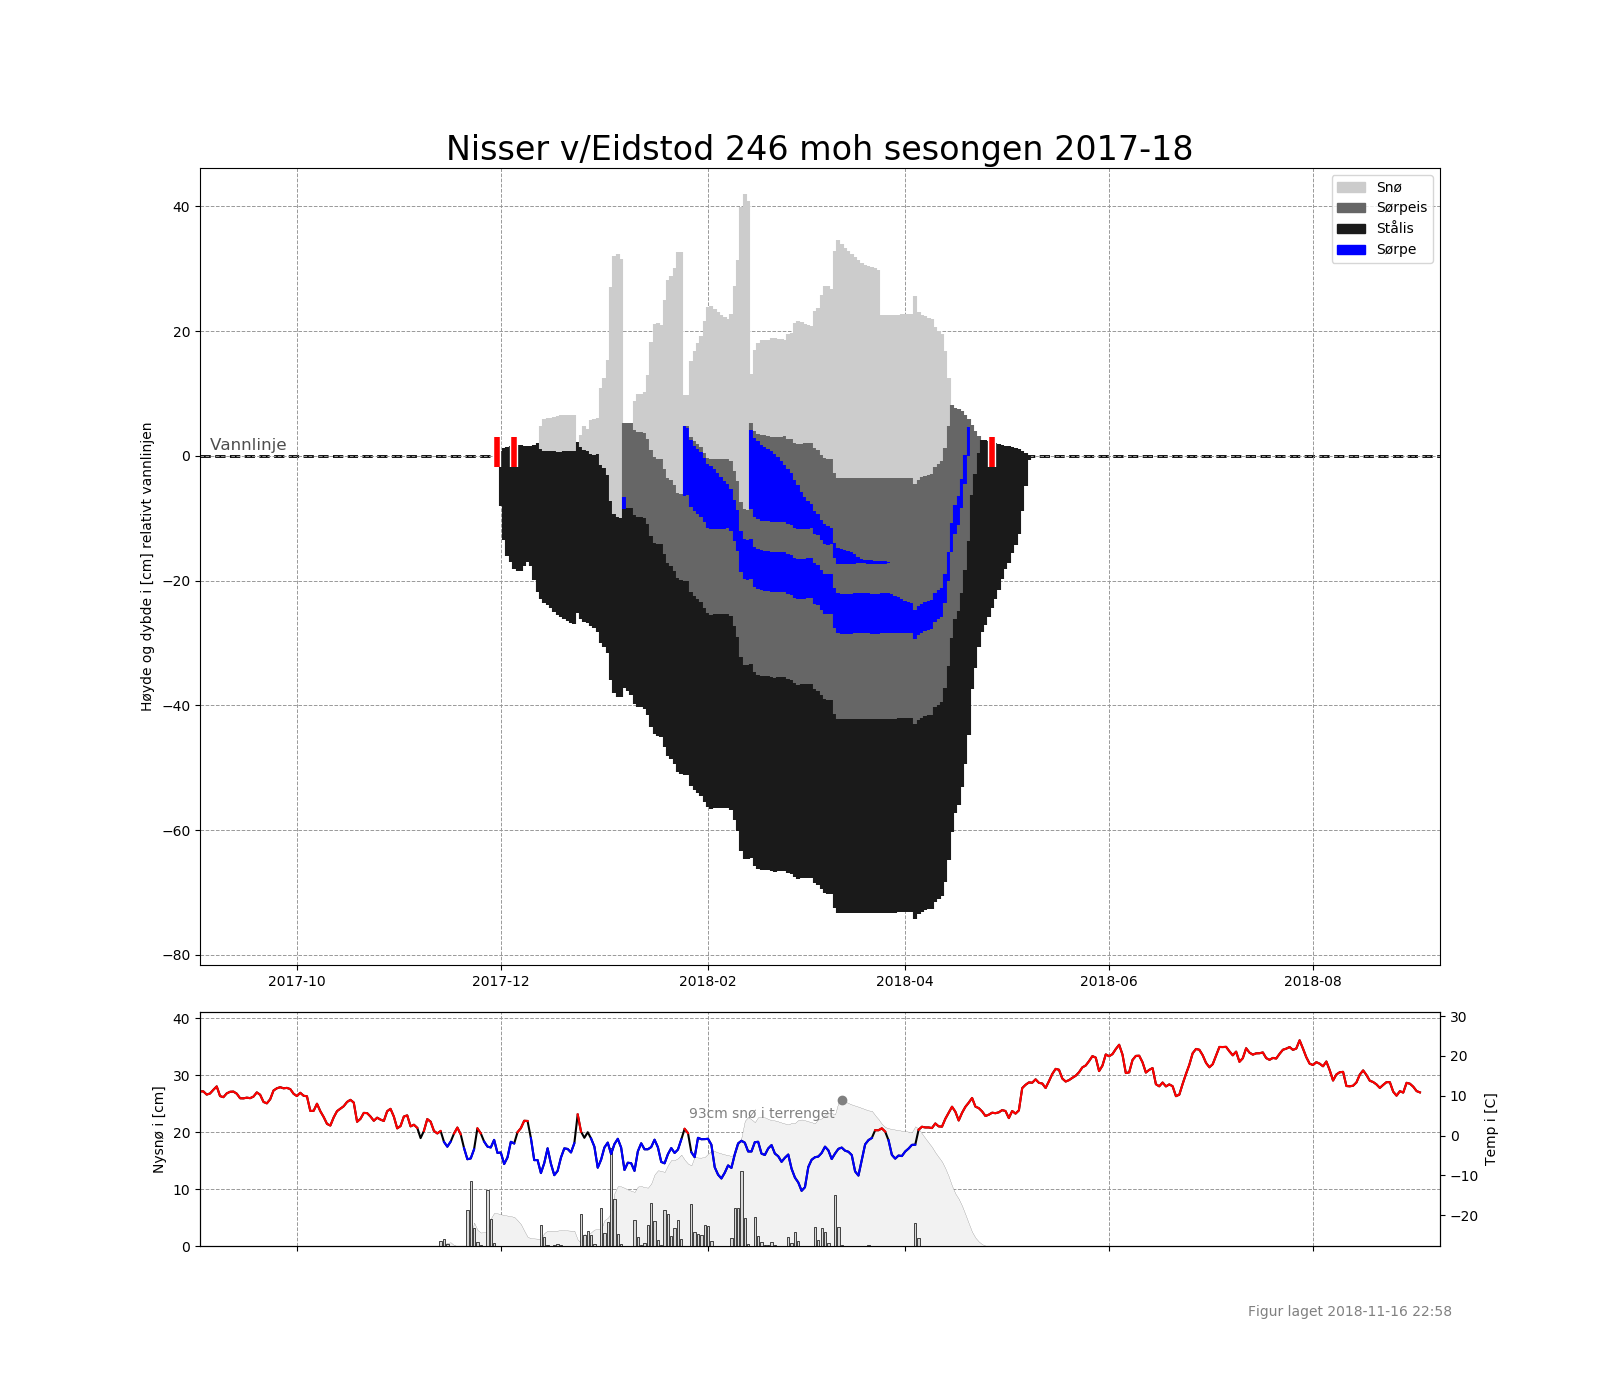 Nisser v/Eidstod 246 moh sesongen 2017-18
Høyde og dybde i [cm] relativt vannlinjen
40
20
0
−20
−40
−60
−80
Vannlinje
Snø
Sørpeis
Stålis
Sørpe
2017-10
2017-12
2018-02
2018-04
2018-06
2018-08
Nysnø i [cm]
40
30
20
10
0
93cm snø i terrenget
30
20
10
0
−10
−20
Temp i [C]
Figur laget 2018-11-16 22:58